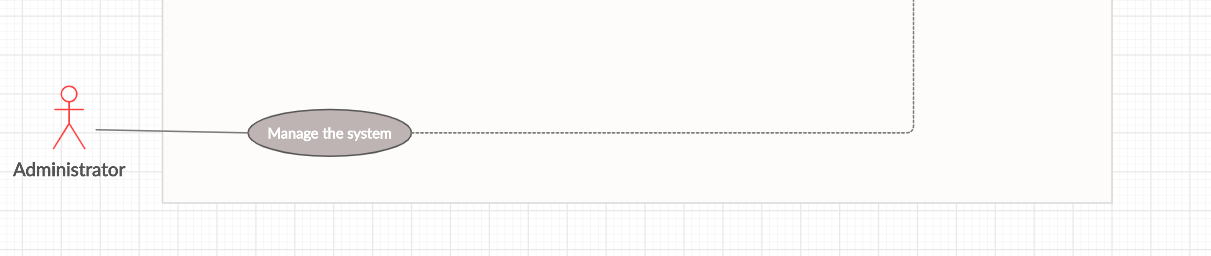 Manage the system
Administrator